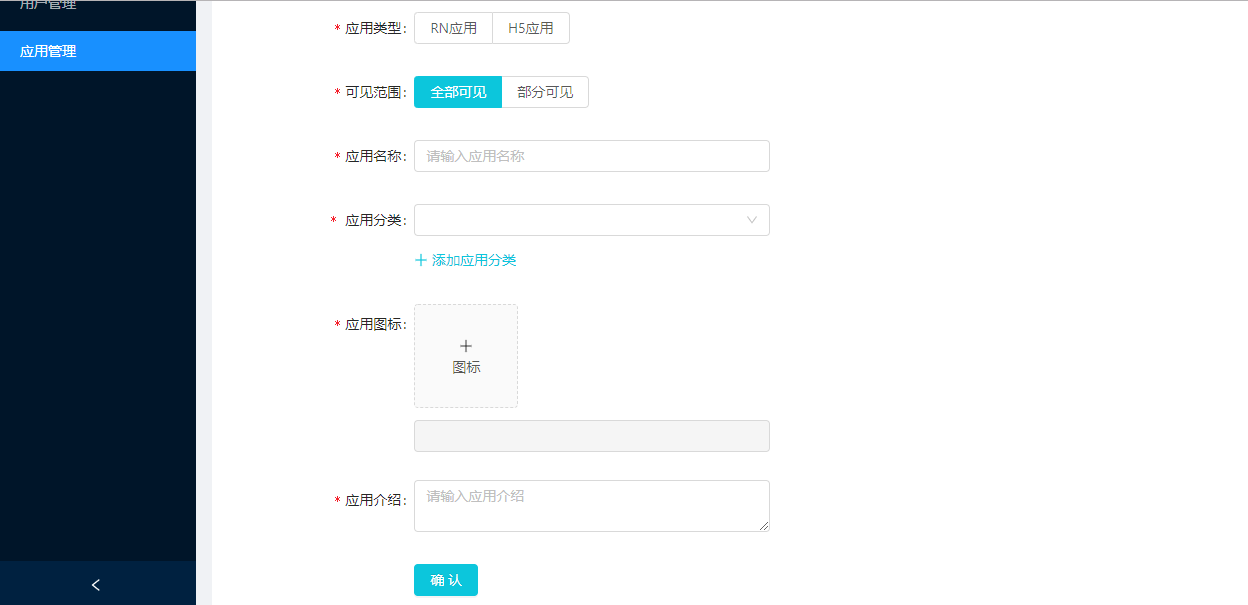 用户管理
应用管理
* 应用类型:
RN应用
H5应用
* 可见范围:
全部可见
部分可见
* 应用名称:
请输入应用名称
* 应用分类:
+ 添加应用分类
* 应用图标:
+
图标
* 应用介绍:
请输入应用介绍
确 认